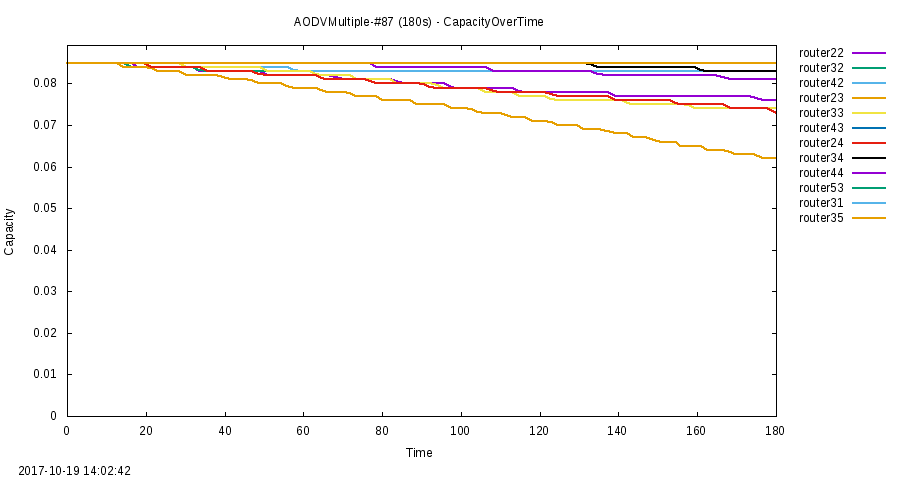 AODVMultiple-#87 (180s) - CapacityOverTime
router22
router32
router42
router23
router33
router43
router24
router34
router44
router53
router31
router35
0.08
0.07
0.06
0.05
0.04
0.03
0.02
0.01
0
Capacity
0 20 40 60 80 100 120 140 160 180
Time
2017-10-19 14:02:42